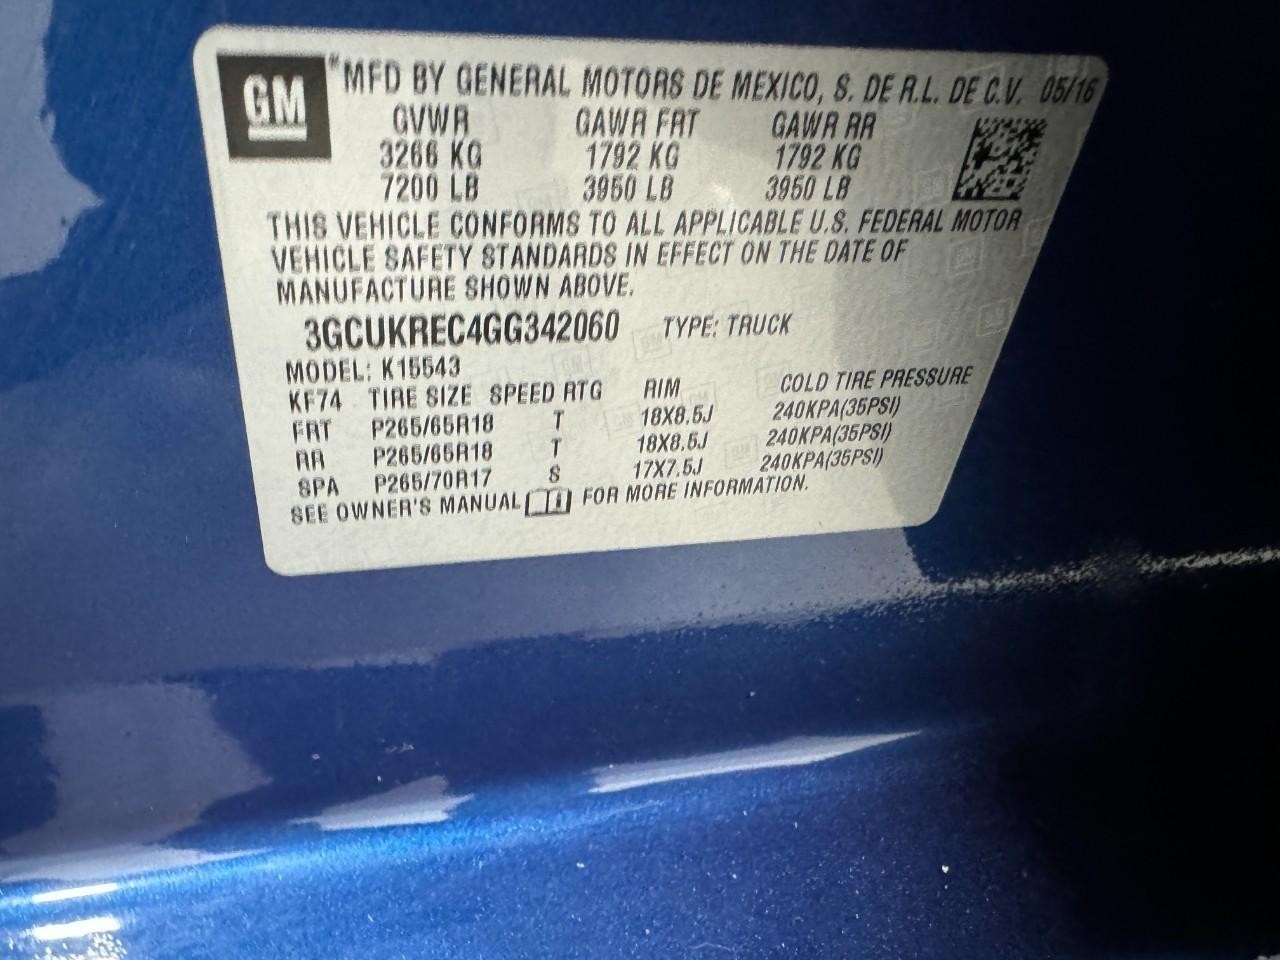 GM
*MFD BY GENERAL MOTORS DE MEXICO, S. DE R.L. DE C.V. 05/16
GVWR GAWR FRT GAWR RR
3266 KG 1792 KG 1792 KG
7200 LB 3950 LB 3950 LB
THIS VEHICLE CONFORMS TO ALL APPLICABLE U.S. FEDERAL MOTOR
VEHICLE SAFETY STANDARDS IN EFFECT ON THE DATE OF
MANUFACTURE SHOWN ABOVE.
3GCUKREC4GG342060 TYPE: TRUCK
MODEL: K15543
KF74 TIRE SIZE SPEED RTG RIM COLD TIRE PRESSURE
FRT P265/65R18 T 18X8.5J 240KPA(35PSI)
RR P265/65R18 T 18X8.5J 240KPA(35PSI)
SPA P265/70R17 S 17X7.5J 240KPA(35PSI)
SEE OWNER'S MANUAL FOR MORE INFORMATION.